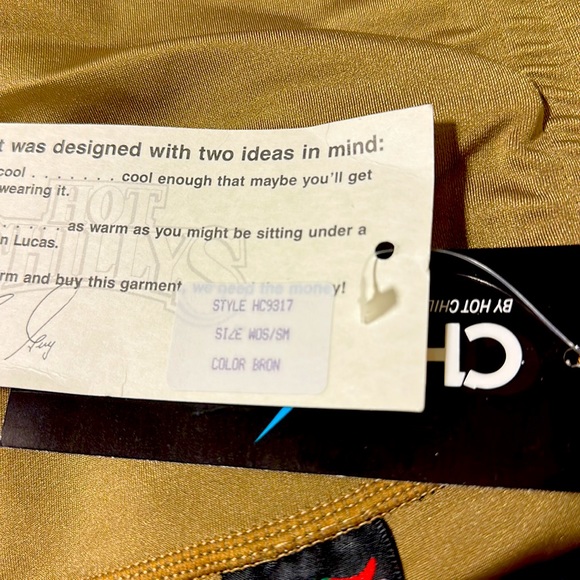 t was designed with two ideas in mind:
cool . . . . . . . cool enough that maybe you'll get
wearing it.
. . . . . as warm as you might be sitting under a
n Lucas.
rm and buy this garment, we need the money!
HOT
CHILLYS
STYLE HC9317
SIZE WOS/SM
COLOR BRON
BY HOT CHIL